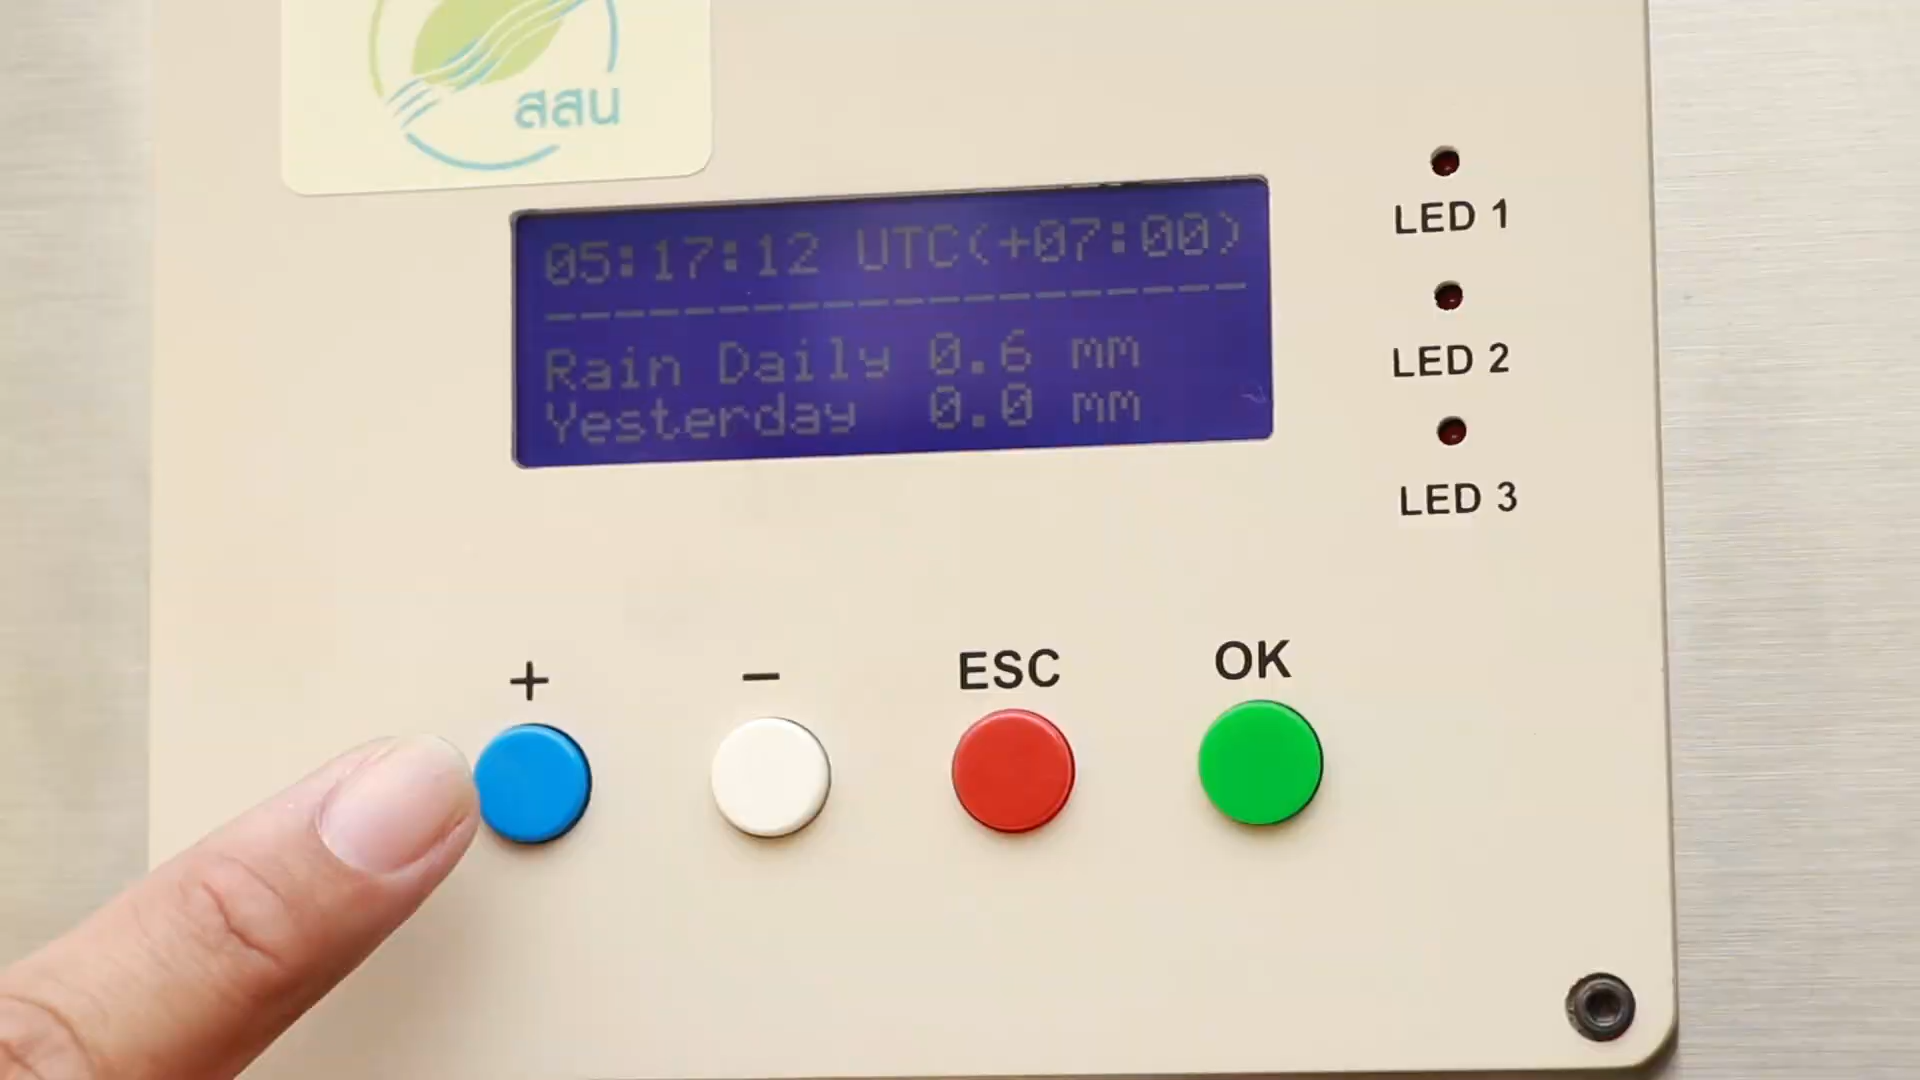 สสน
05:17:12 UTC(+07:00)
--------------------
Rain Daily 0.6 mm
Yesterday 0.0 mm
LED 1
LED 2
LED 3
+
−
ESC
OK